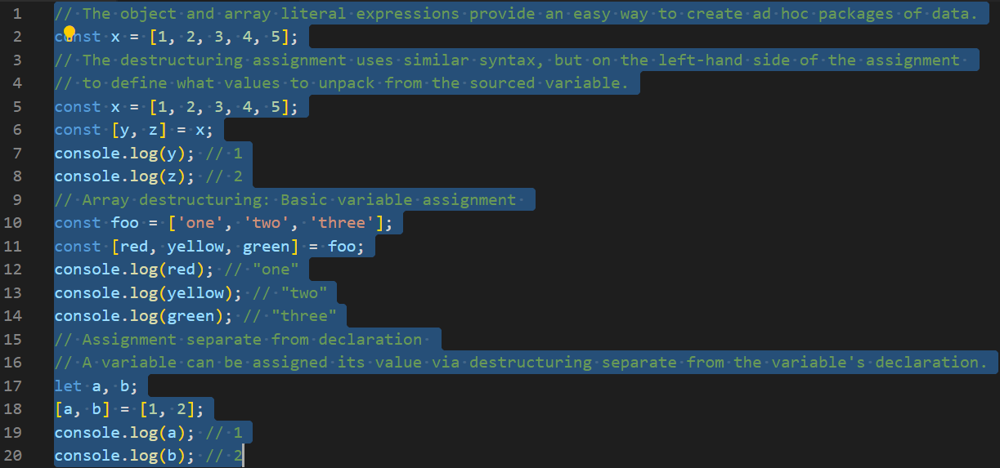 1 // The object and array literal expressions provide an easy way to create ad hoc packages of data.
2 const x = [1, 2, 3, 4, 5];
3 // The destructuring assignment uses similar syntax, but on the left-hand side of the assignment
4 // to define what values to unpack from the sourced variable.
5 const x = [1, 2, 3, 4, 5];
6 const [y, z] = x;
7 console.log(y); // 1
8 console.log(z); // 2
9 // Array destructuring: Basic variable assignment
10 const foo = ['one', 'two', 'three'];
11 const [red, yellow, green] = foo;
12 console.log(red); // "one"
13 console.log(yellow); // "two"
14 console.log(green); // "three"
15 // Assignment separate from declaration
16 // A variable can be assigned its value via destructuring separate from the variable's declaration.
17 let a, b;
18 [a, b] = [1, 2];
19 console.log(a); // 1
20 console.log(b); // 2